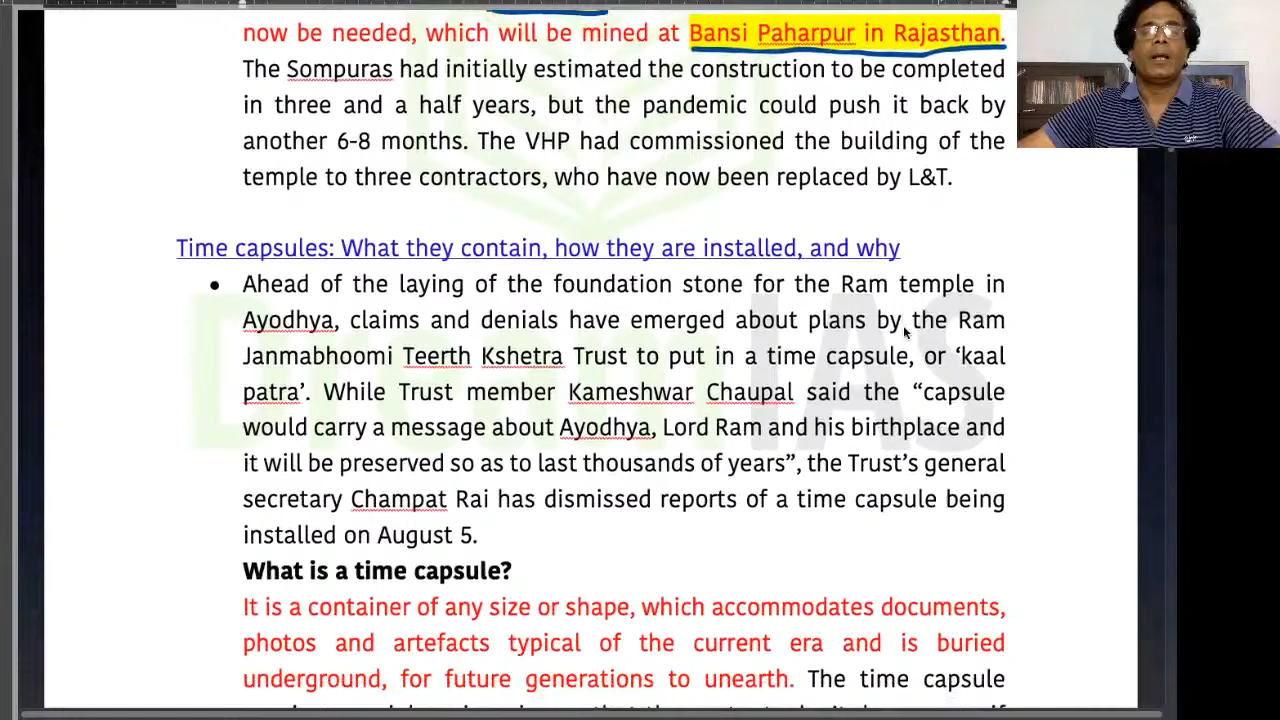 now be needed, which will be mined at Bansi Paharpur in Rajasthan.
The Sompuras had initially estimated the construction to be completed
in three and a half years, but the pandemic could push it back by
another 6-8 months. The VHP had commissioned the building of the
temple to three contractors, who have now been replaced by L&T.
Time capsules: What they contain, how they are installed, and why
• Ahead of the laying of the foundation stone for the Ram temple in
Ayodhya, claims and denials have emerged about plans by the Ram
Janmabhoomi Teerth Kshetra Trust to put in a time capsule, or ‘kaal
patra’. While Trust member Kameshwar Chaupal said the “capsule
would carry a message about Ayodhya, Lord Ram and his birthplace and
it will be preserved so as to last thousands of years”, the Trust’s general
secretary Champat Rai has dismissed reports of a time capsule being
installed on August 5.
What is a time capsule?
It is a container of any size or shape, which accommodates documents,
photos and artefacts typical of the current era and is buried
underground, for future generations to unearth. The time capsule